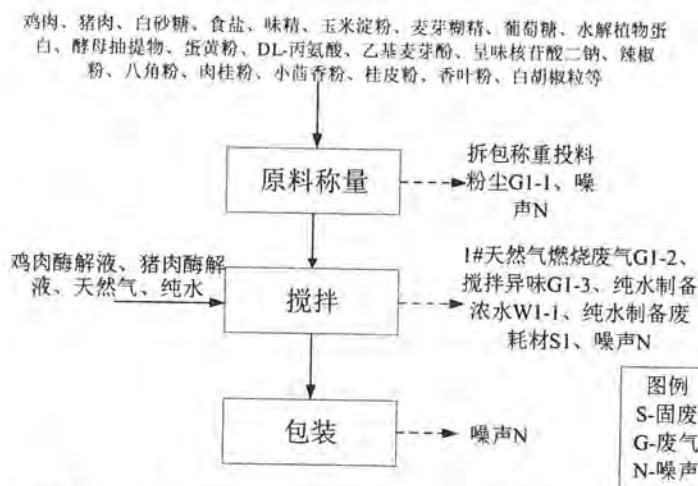 鸡肉、猪肉、白砂糖、食盐、味精、玉米淀粉、麦芽糊精、葡萄糖、水解植物蛋
白、酵母抽提物、蛋黄粉、DL-丙氨酸、乙基麦芽酚、呈味核苷酸二钠、辣椒
粉、八角粉、肉桂粉、小茴香粉、桂皮粉、香叶粉、白胡椒粒等
原料称量
拆包称重投料
粉尘G1-1、噪
声N
鸡肉酶解液、猪肉酶解
液、天然气、纯水
搅拌
1#天然气燃烧废气G1-2、
搅拌异味G1-3、纯水制备
浓水W1-1、纯水制备废
耗材S1、噪声N
包装
噪声N
图例
S-固废
G-废气
N-噪声